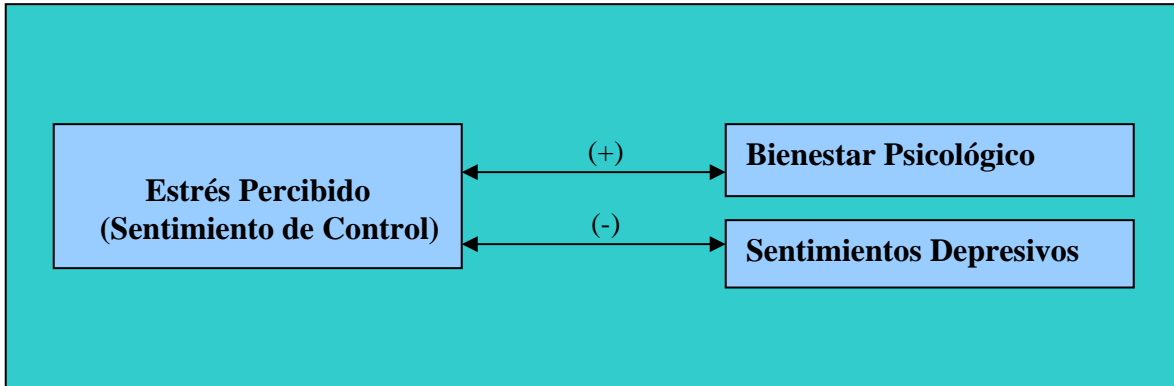 Estrés Percibido
(Sentimiento de Control)
(+)
Bienestar Psicológico
(-)
Sentimientos Depresivos